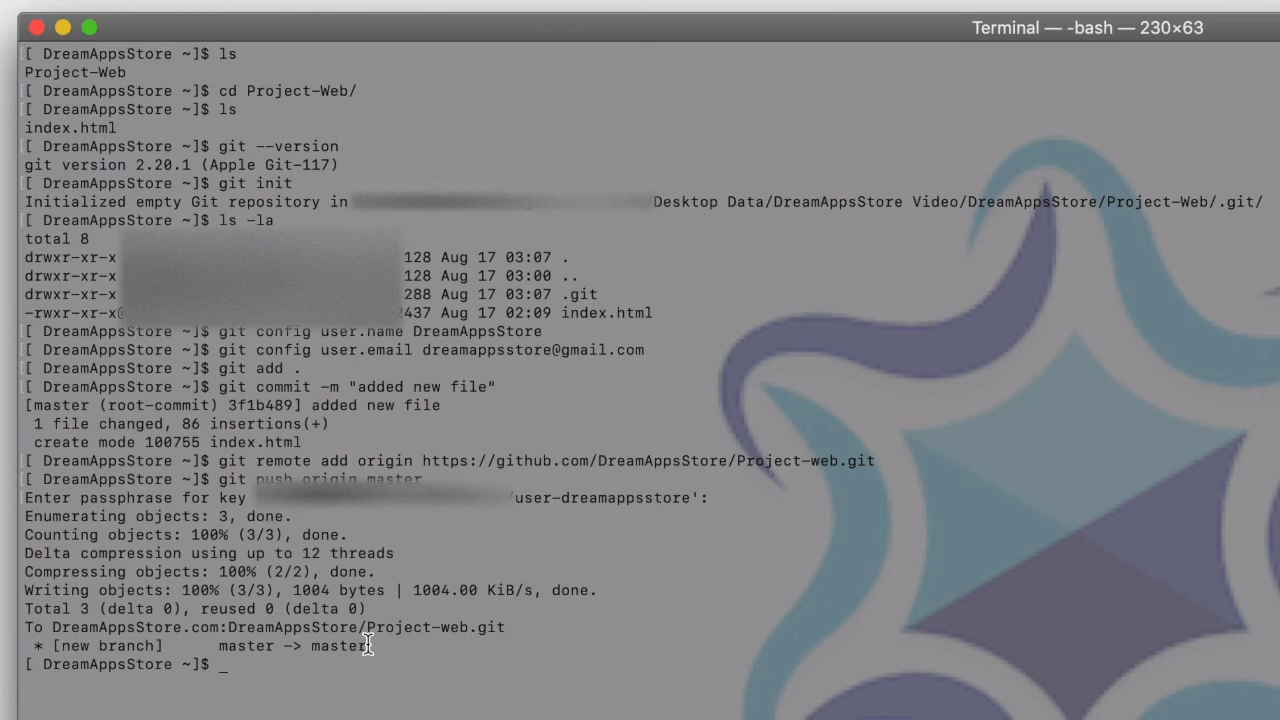 Terminal — -bash — 230×63
[ DreamAppsStore ~]$ ls
Project-Web
[ DreamAppsStore ~]$ cd Project-Web/
[ DreamAppsStore ~]$ ls
index.html
[ DreamAppsStore ~]$ git --version
git version 2.20.1 (Apple Git-117)
[ DreamAppsStore ~]$ git init
Initialized empty Git repository in Desktop Data/DreamAppsStore Video/DreamAppsStore/Project-Web/.git/
[ DreamAppsStore ~]$ ls -la
total 8
drwxr-xr-x 128 Aug 17 03:07 .
drwxr-xr-x 128 Aug 17 03:00 ..
drwxr-xr-x 288 Aug 17 03:07 .git
-rwxr-xr-x@ 2437 Aug 17 02:09 index.html
[ DreamAppsStore ~]$ git config user.name DreamAppsStore
[ DreamAppsStore ~]$ git config user.email dreamappsstore@gmail.com
[ DreamAppsStore ~]$ git add .
[ DreamAppsStore ~]$ git commit -m "added new file"
[master (root-commit) 3f1b489] added new file
1 file changed, 86 insertions(+)
create mode 100755 index.html
[ DreamAppsStore ~]$ git remote add origin https://github.com/DreamAppsStore/Project-web.git
[ DreamAppsStore ~]$ git push origin master
Enter passphrase for key /user-dreamappsstore':
Enumerating objects: 3, done.
Counting objects: 100% (3/3), done.
Delta compression using up to 12 threads
Compressing objects: 100% (2/2), done.
Writing objects: 100% (3/3), 1004 bytes | 1004.00 KiB/s, done.
Total 3 (delta 0), reused 0 (delta 0)
To DreamAppsStore.com:DreamAppsStore/Project-web.git
* [new branch] master -> master
[ DreamAppsStore ~]$ _